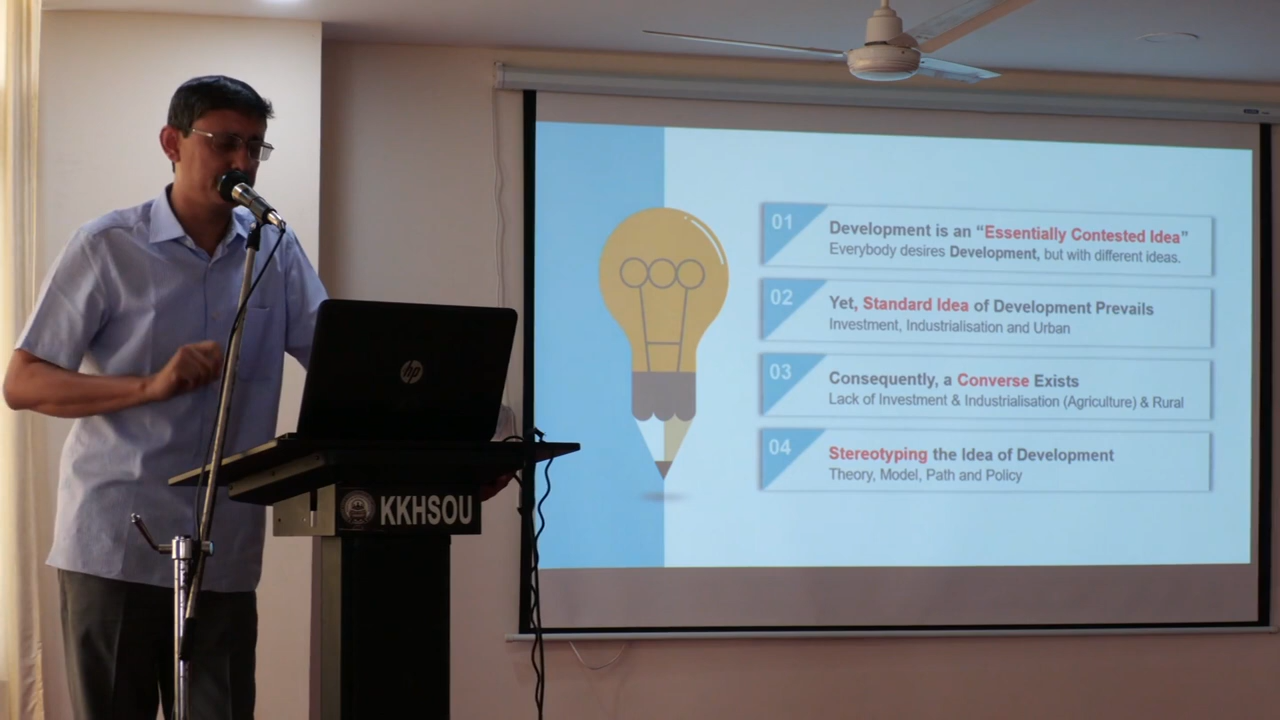 01
Development is an “Essentially Contested Idea”
Everybody desires Development, but with different ideas.
02
Yet, Standard Idea of Development Prevails
Investment, Industrialisation and Urban
03
Consequently, a Converse Exists
Lack of Investment & Industrialisation (Agriculture) & Rural
04
Stereotyping the Idea of Development
Theory, Model, Path and Policy
hp
KKHSOU